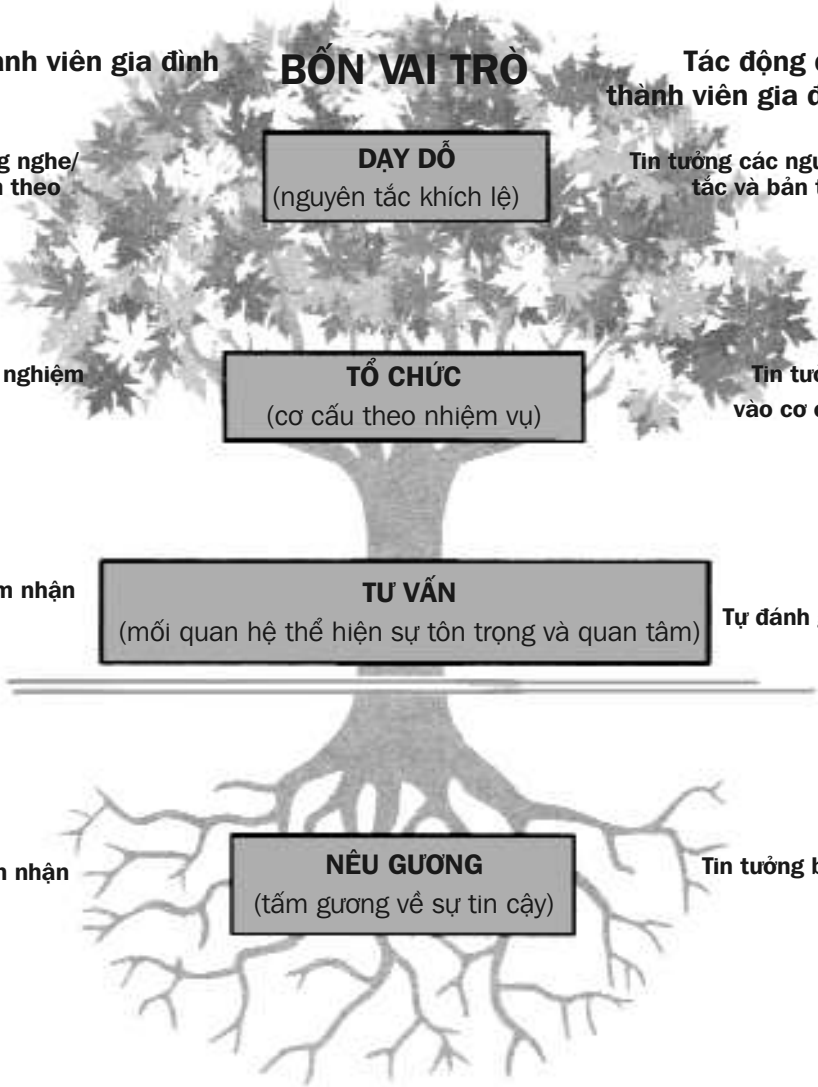 viên gia đình
BỐN VAI TRÒ
Tác động
thành viên gia
nghe/
theo
DẠY DỖ
(nguyên tắc khích lệ)
Tin tưởng các
tắc và bản
nghiệm
TỔ CHỨC
(cơ cấu theo nhiệm vụ)
Tin
vào cơ
nhận
TƯ VẤN
(mối quan hệ thể hiện sự tôn trọng và quan tâm)
Tự đánh
nhận
NÊU GƯƠNG
(tấm gương về sự tin cậy)
Tin tưởng